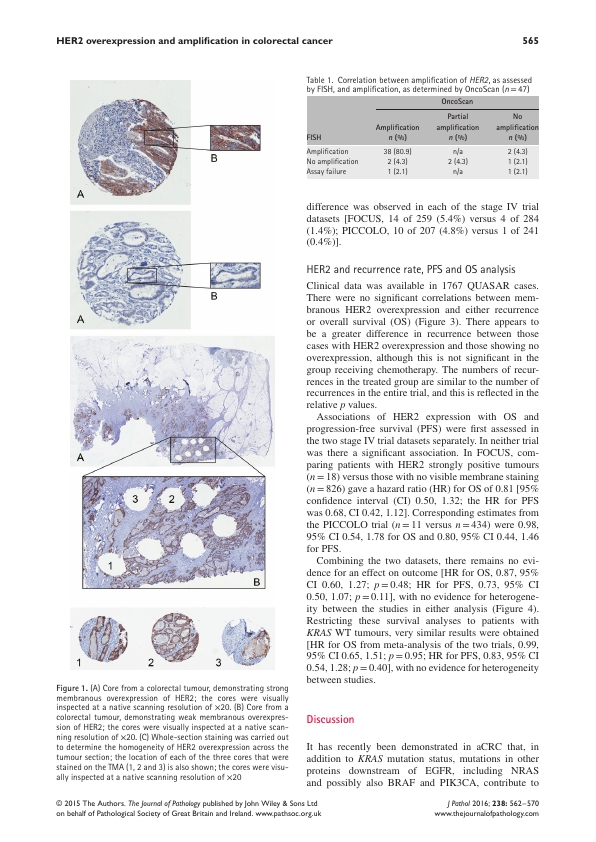 HER2 overexpression and amplification in colorectal cancer 565
A
B
A
B
A
3
2
1
B
1
2
3
Figure 1. (A) Core from a colorectal tumour, demonstrating strong
membranous overexpression of HER2; the cores were visually
inspected at a native scanning resolution of ×20. (B) Core from a
colorectal tumour, demonstrating weak membranous overexpres-
sion of HER2; the cores were visually inspected at a native scan-
ning resolution of ×20. (C) Whole-section staining was carried out
to determine the homogeneity of HER2 overexpression across the
tumour section; the location of each of the three cores that were
stained on the TMA (1, 2 and 3) is also shown; the cores were visu-
ally inspected at a native scanning resolution of ×20
Table 1. Correlation between amplification of HER2, as assessed
by FISH, and amplification, as determined by OncoScan (n = 47)
OncoScan
Partial No
Amplification amplification amplification
FISH n (%) n (%) n (%)
Amplification 38 (80.9) n/a 2 (4.3)
No amplification 2 (4.3) 2 (4.3) 1 (2.1)
Assay failure 1 (2.1) n/a 1 (2.1)
difference was observed in each of the stage IV trial
datasets [FOCUS, 14 of 259 (5.4%) versus 4 of 284
(1.4%); PICCOLO, 10 of 207 (4.8%) versus 1 of 241
(0.4%)].
HER2 and recurrence rate, PFS and OS analysis
Clinical data was available in 1767 QUASAR cases.
There were no significant correlations between mem-
branous HER2 overexpression and either recurrence
or overall survival (OS) (Figure 3). There appears to
be a greater difference in recurrence between those
cases with HER2 overexpression and those showing no
overexpression, although this is not significant in the
group receiving chemotherapy. The numbers of recur-
rences in the treated group are similar to the number of
recurrences in the entire trial, and this is reflected in the
relative p values.
Associations of HER2 expression with OS and
progression-free survival (PFS) were first assessed in
the two stage IV trial datasets separately. In neither trial
was there a significant association. In FOCUS, com-
paring patients with HER2 strongly positive tumours
(n = 18) versus those with no visible membrane staining
(n = 826) gave a hazard ratio (HR) for OS of 0.81 [95%
confidence interval (CI) 0.50, 1.32; the HR for PFS
was 0.68, CI 0.42, 1.12]. Corresponding estimates from
the PICCOLO trial (n = 11 versus n = 434) were 0.98,
95% CI 0.54, 1.78 for OS and 0.80, 95% CI 0.44, 1.46
for PFS.
Combining the two datasets, there remains no evi-
dence for an effect on outcome [HR for OS, 0.87, 95%
CI 0.60, 1.27; p = 0.48; HR for PFS, 0.73, 95% CI
0.50, 1.07; p = 0.11], with no evidence for heterogene-
ity between the studies in either analysis (Figure 4).
Restricting these survival analyses to patients with
KRAS WT tumours, very similar results were obtained
[HR for OS from meta-analysis of the two trials, 0.99,
95% CI 0.65, 1.51; p = 0.95; HR for PFS, 0.83, 95% CI
0.54, 1.28; p = 0.40], with no evidence for heterogeneity
between studies.
Discussion
It has recently been demonstrated in aCRC that, in
addition to KRAS mutation status, mutations in other
proteins downstream of EGFR, including NRAS
and possibly also BRAF and PIK3CA, contribute to
© 2015 The Authors. The Journal of Pathology published by John Wiley & Sons Ltd J Pathol 2016; 238: 562–570
on behalf of Pathological Society of Great Britain and Ireland. www.pathsoc.org.uk www.thejournalofpathology.com